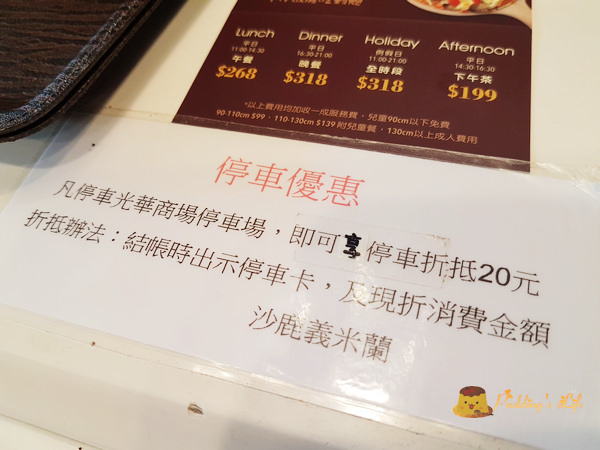 Lunch Dinner Holiday Afternoon
平日 平日 例假日 平日
11:00-14:30 16:30-21:00 11:00-21:00 14:30-16:30
午餐 晚餐 全時段 下午茶
$268 $318 $318 $199
*以上費用均加收一成服務費，兒童90cm以下免費
90-110cm $99、110-130cm $139 附兒童餐，130cm以上成人費用
停車優惠
凡停車光華商場停車場，即可享停車折抵20元
折抵辦法：結帳時出示停車卡，及現折消費金額
沙鹿義米蘭
Pudding's Life